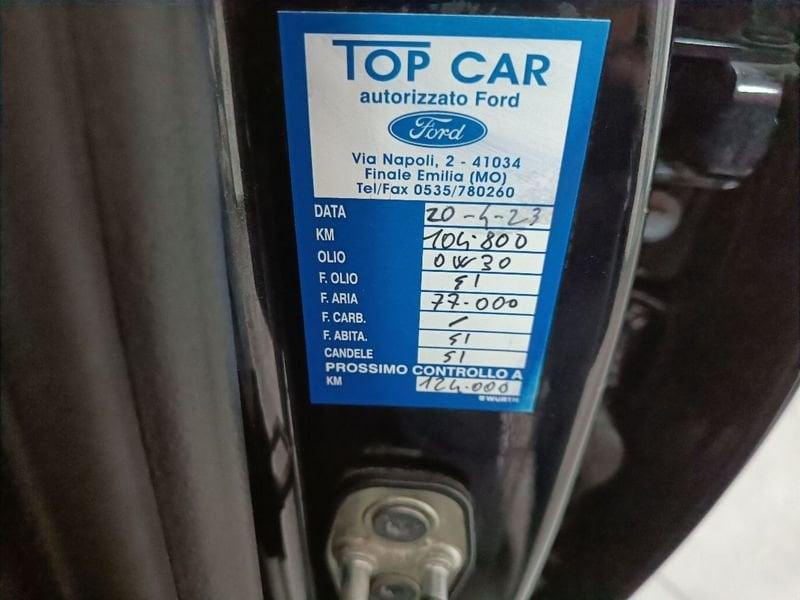 TOP CAR
autorizzato Ford
Ford
Via Napoli, 2 - 41034
Finale Emilia (MO)
Tel/Fax 0535/780260
DATA 20-4-23
KM 104.800
OLIO 0W30
F. OLIO SI
F. ARIA 77.000
F. CARB. /
F. ABITA. SI
CANDELE SI
PROSSIMO CONTROLLO A
KM 124.000
WÜRTH